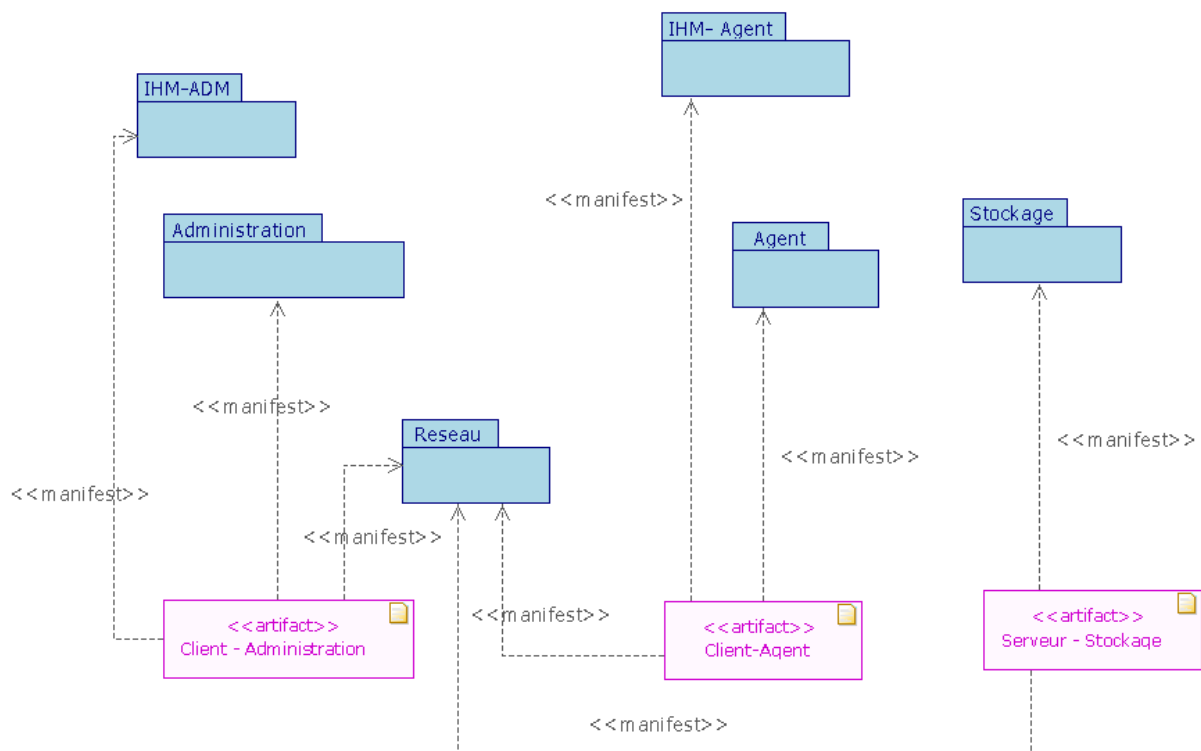 IHM- Agent
IHM-ADM
<<manifest>>
Stockage
Administration
Agent
<<manifest>>
Reseau
<<manifest>>
<<manifest>>
<<manifest>>
<<manifest>>
<<manifest>>
<<artifact>>
Client - Administration
<<artifact>>
Client-Agent
<<artifact>>
Serveur - Stockage
<<manifest>>